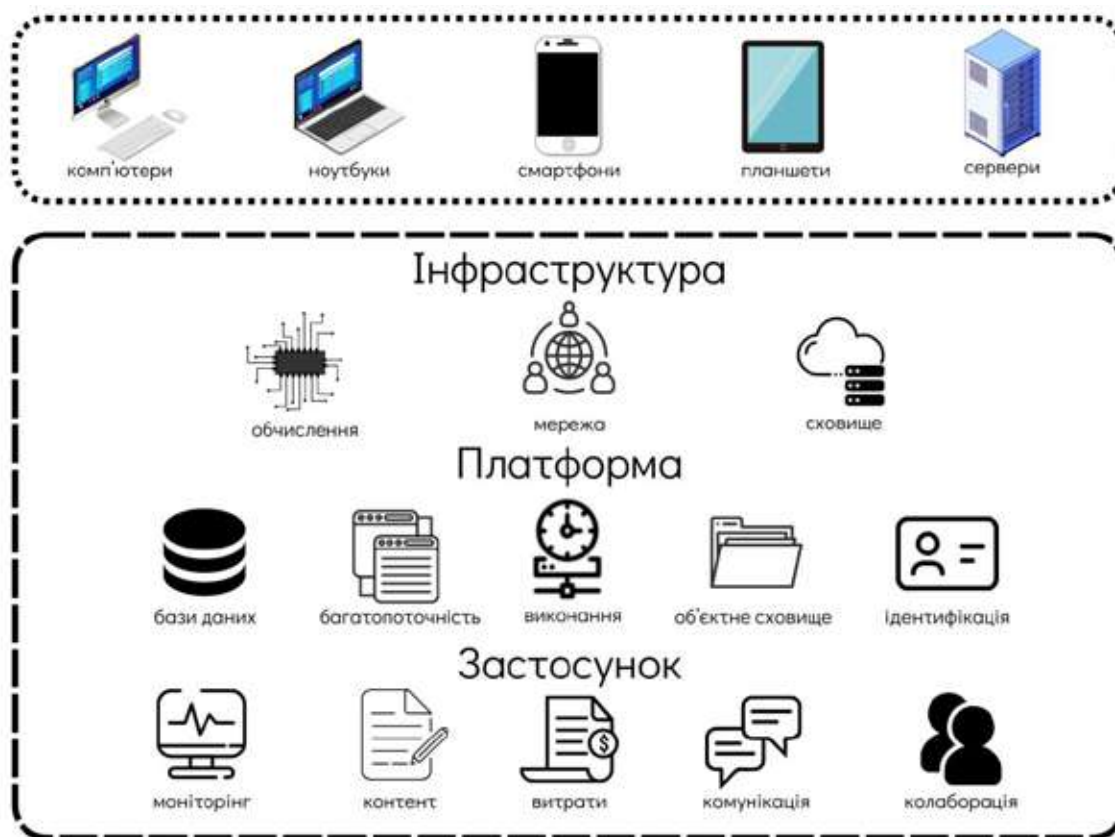 комп'ютери ноутбуки смартфони планшети сервери
Інфраструктура
обчислення мережа сховище
Платформа
бази даних багатопоточність виконання об'єктне сховище ідентифікація
Застосунок
моніторінг контент витрати комунікація колаборація